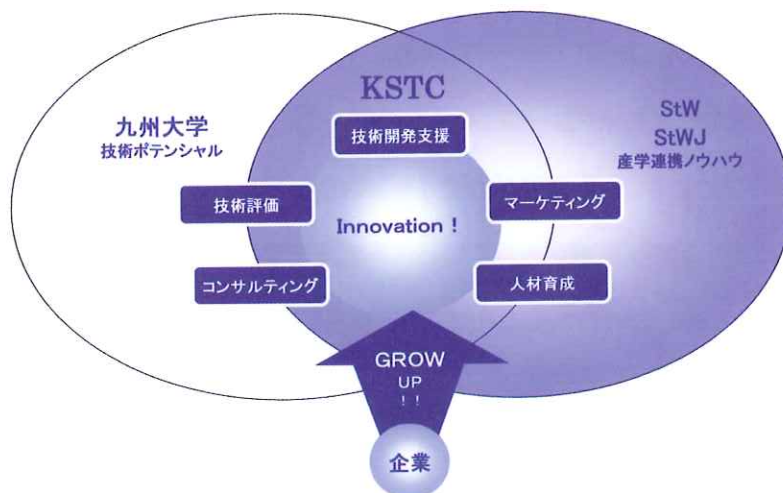 KSTC
九州大学
技術ポテンシャル
StW
StWJ
産学連携ノウハウ
技術開発支援
技術評価
マーケティング
Innovation !
コンサルティング
人材育成
GROW
UP
! !
企業